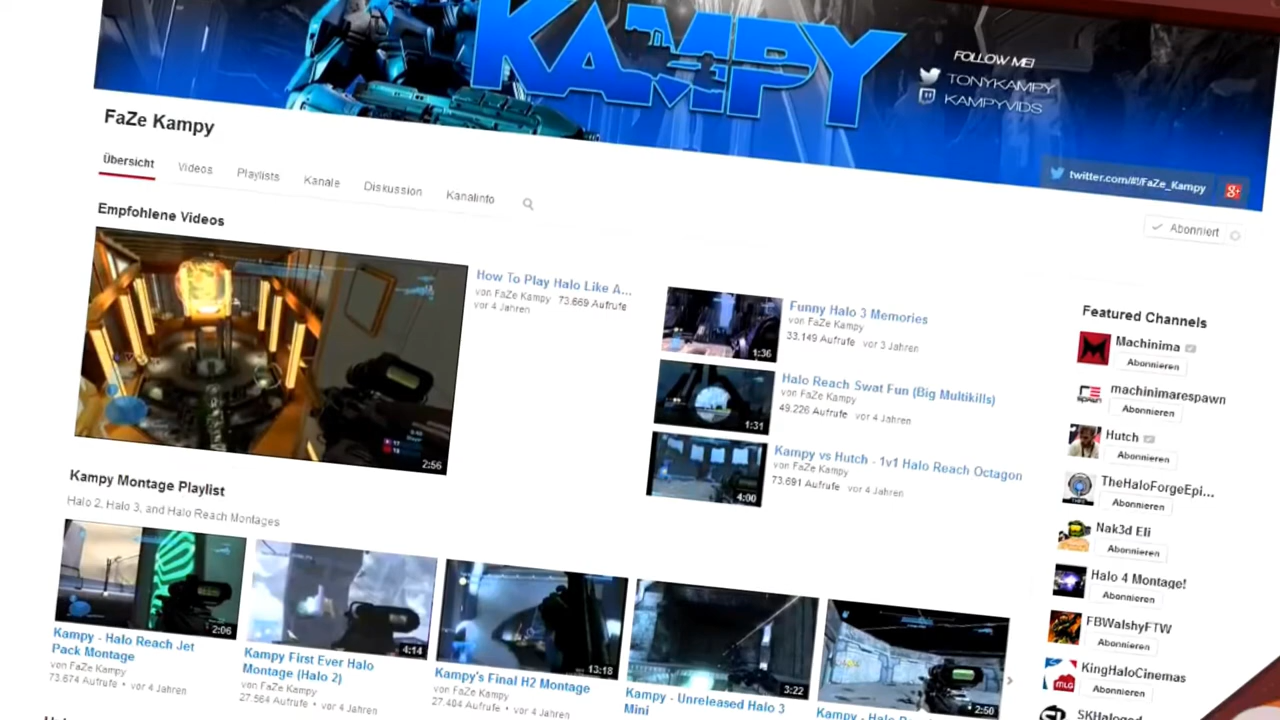 KAMPY
FOLLOW ME!
TONYKAMPY
KAMPYVIDS
twitter.com/#!/FaZe_Kampy
FaZe Kampy
Übersicht
Videos
Playlists
Kanäle
Diskussion
Kanalinfo
Abonniert
Empfohlene Videos
2:56
How To Play Halo Like A...
von FaZe Kampy 73.669 Aufrufe
vor 4 Jahren
1:36
Funny Halo 3 Memories
von FaZe Kampy
33.149 Aufrufe vor 3 Jahren
1:31
Halo Reach Swat Fun (Big Multikills)
von FaZe Kampy
49.226 Aufrufe vor 4 Jahren
4:00
Kampy vs Hutch - 1v1 Halo Reach Octagon
von FaZe Kampy
73.691 Aufrufe vor 4 Jahren
Featured Channels
Machinima
Abonnieren
machinimarespawn
Abonnieren
Hutch
Abonnieren
TheHaloForgeEpi...
Abonnieren
Nak3d Eli
Abonnieren
Halo 4 Montage!
Abonnieren
FBWalshyFTW
Abonnieren
MLG
KingHaloCinemas
Abonnieren
Kampy Montage Playlist
Halo 2, Halo 3, and Halo Reach Montages
2:06
Kampy - Halo Reach Jet
Pack Montage
von FaZe Kampy
73.674 Aufrufe • vor 4 Jahren
4:14
Kampy First Ever Halo
Montage (Halo 2)
von FaZe Kampy
27.564 Aufrufe • vor 4 Jahren
13:18
Kampy's Final H2 Montage
von FaZe Kampy
27.404 Aufrufe • vor 4 Jahren
3:22
Kampy - Unreleased Halo 3
Mini
2:50
Kampy - Halo